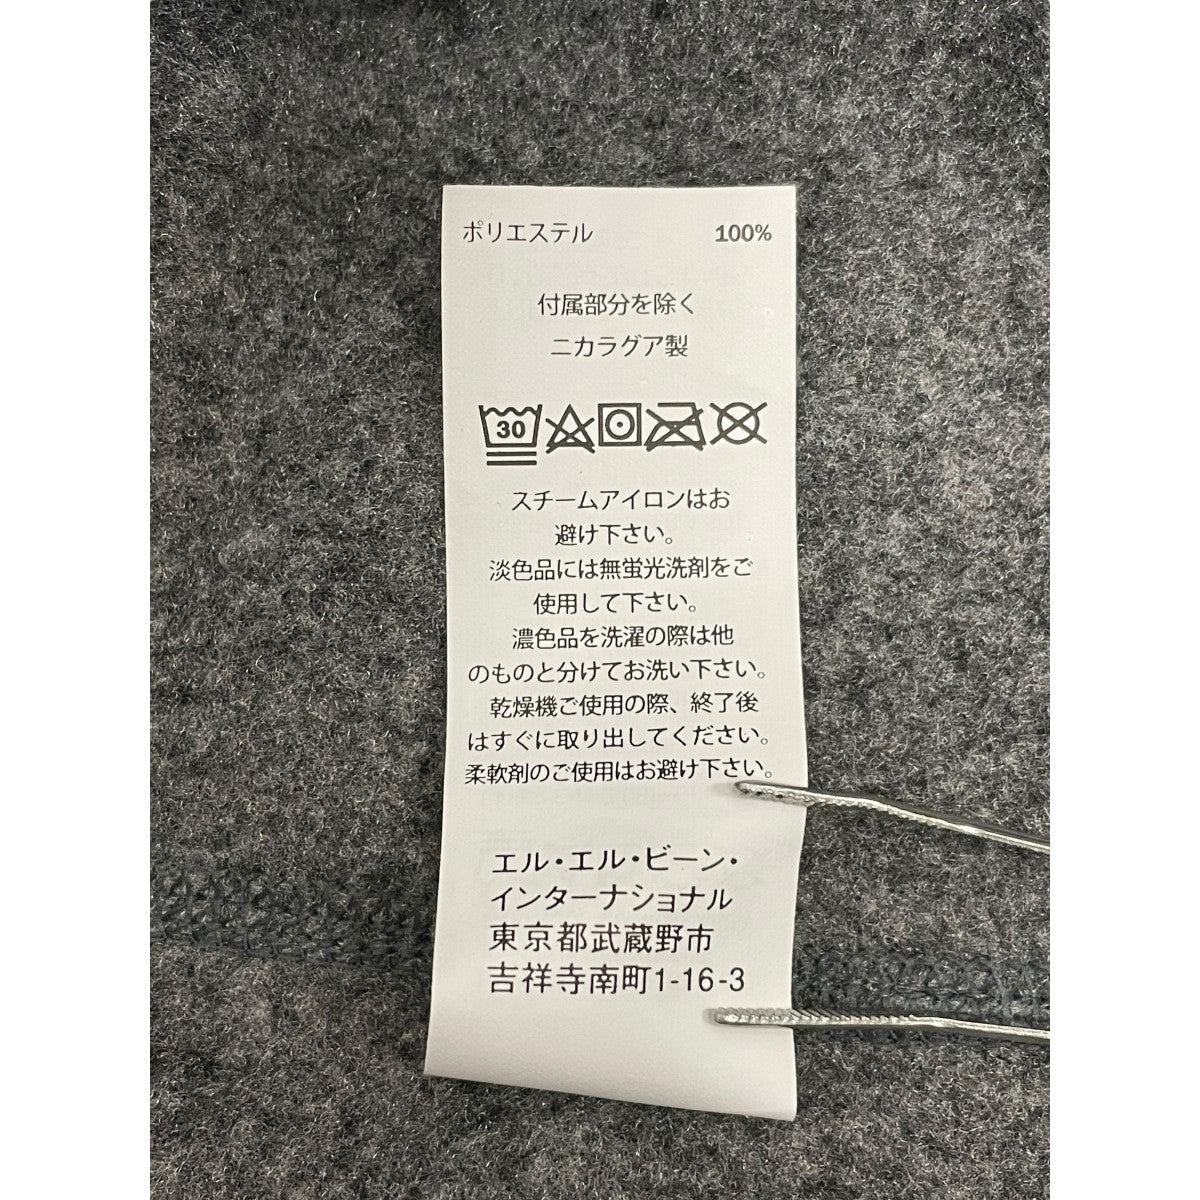 ポリエステル 100%
付属部分を除く
ニカラグア製
30
スチームアイロンはお
避け下さい。
淡色品には無蛍光洗剤をご
使用して下さい。
濃色品を洗濯の際は他
のものと分けてお洗い下さい。
乾燥機ご使用の際、終了後
はすぐに取り出してください。
柔軟剤のご使用はお避け下さい。
エル・エル・ビーン・
インターナショナル
東京都武蔵野市
吉祥寺南町1-16-3